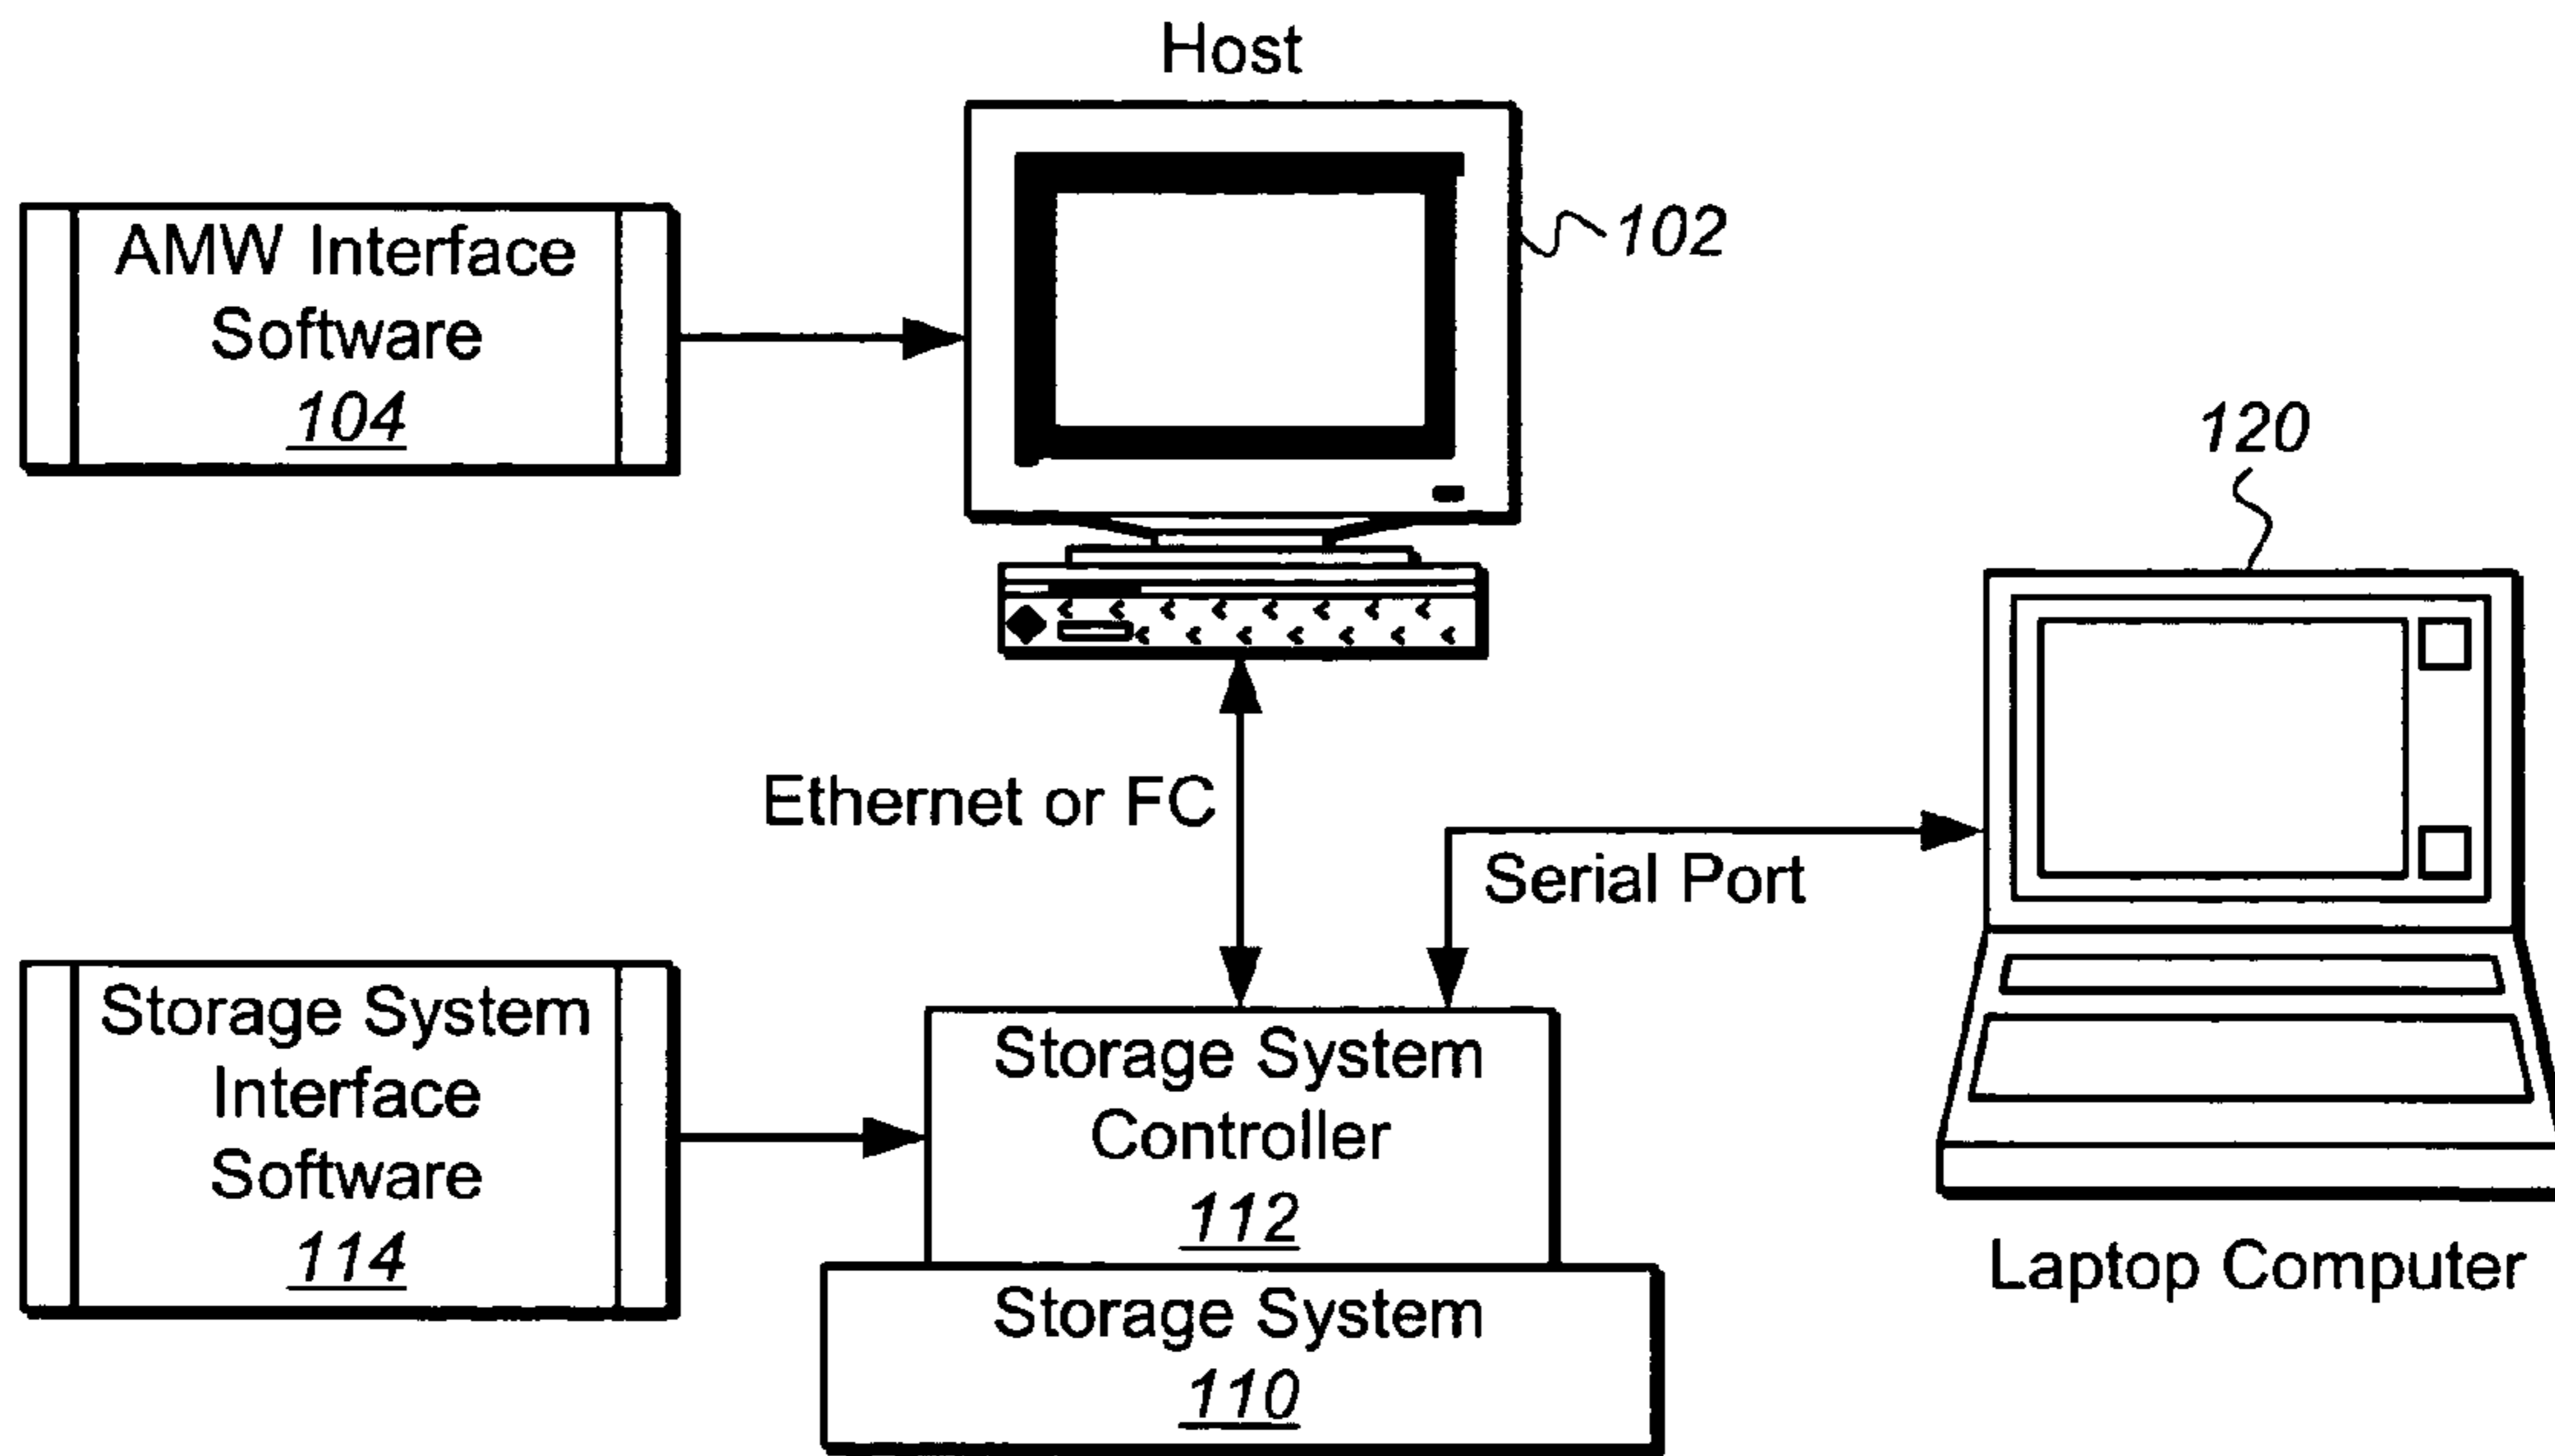 Host
AMW Interface
Software
104
102
120
Ethernet or FC
Serial Port
Storage System
Interface
Software
114
Storage System
Controller
112
Storage System
110
Laptop Computer